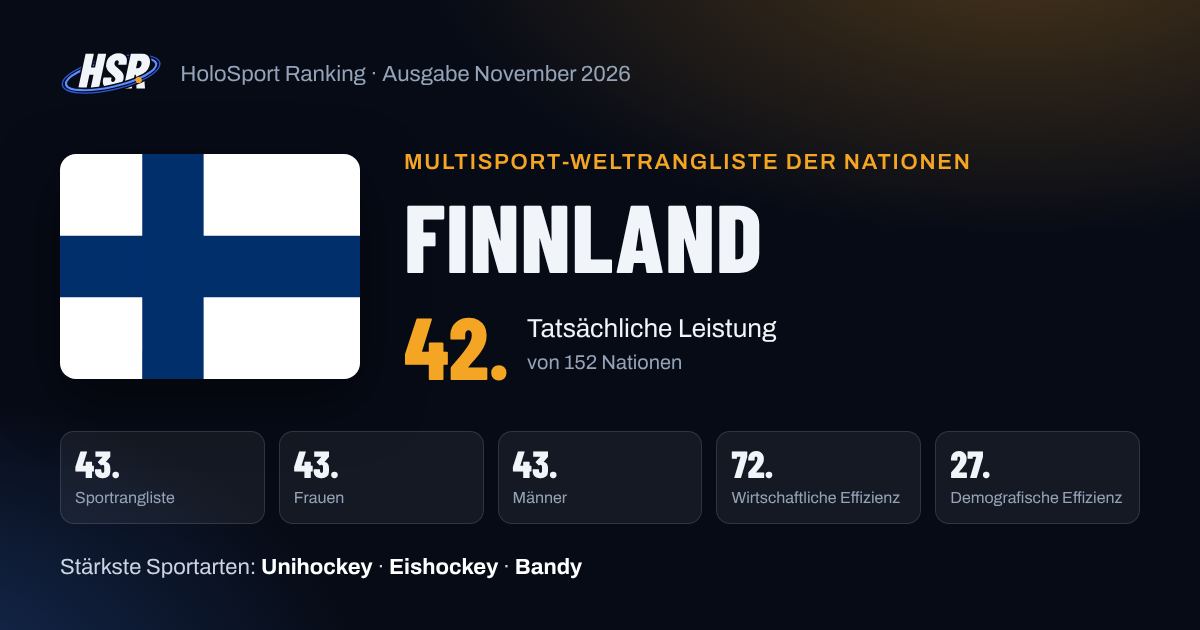 HSR HoloSport Ranking · Ausgabe November 2026
MULTISPORT-WELTRANGLISTE DER NATIONEN
FINNLAND
42. Tatsächliche Leistung
von 152 Nationen
43.
Sportrangliste
43.
Frauen
43.
Männer
72.
Wirtschaftliche Effizienz
27.
Demografische Effizienz
Stärkste Sportarten: Unihockey · Eishockey · Bandy